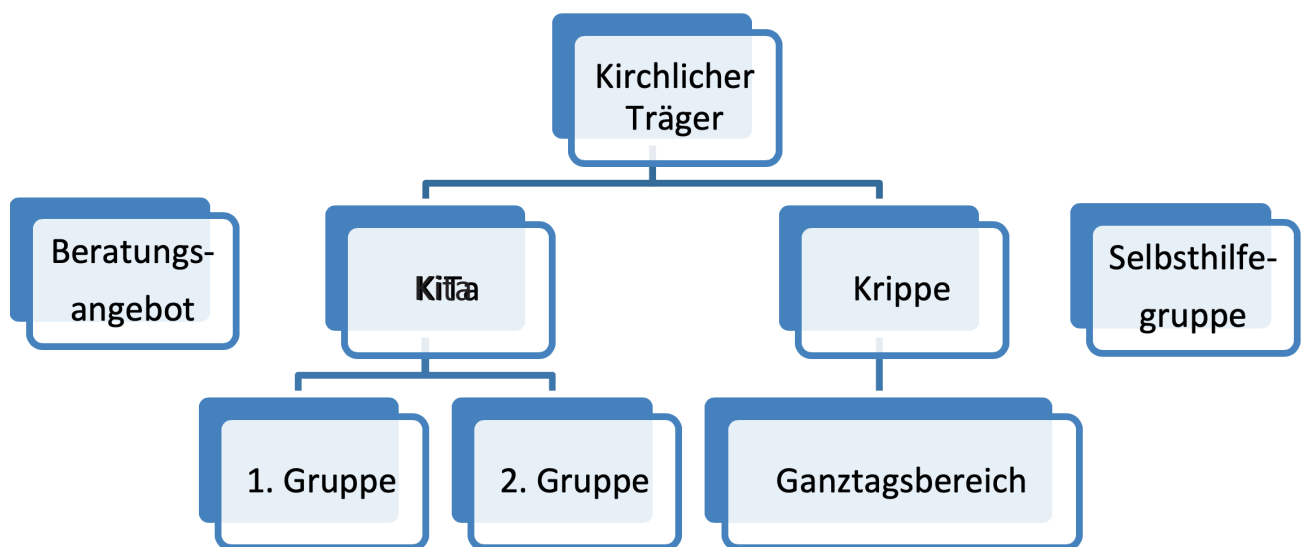 Kirchlicher
Träger
Beratungs-
angebot
KiTa
Krippe
Selbsthilfe-
gruppe
1. Gruppe
2. Gruppe
Ganztagsbereich